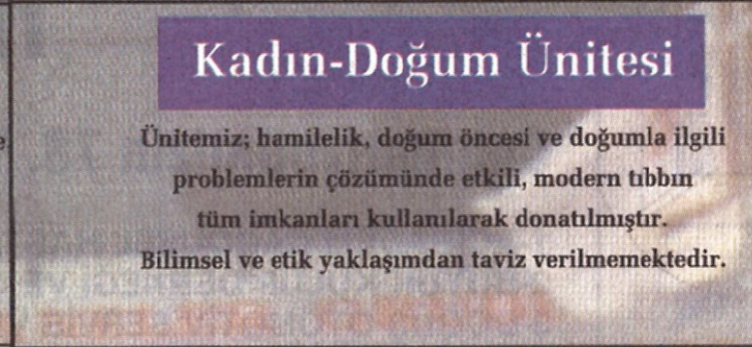 Kadın-Doğum Ünitesi
Ünitemiz; hamilelik, doğum öncesi ve doğumla ilgili
problemlerin çözümünde etkili, modern tıbbın
tüm imkanları kullanılarak donatılmıştır.
Bilimsel ve etik yaklaşımdan taviz verilmemektedir.